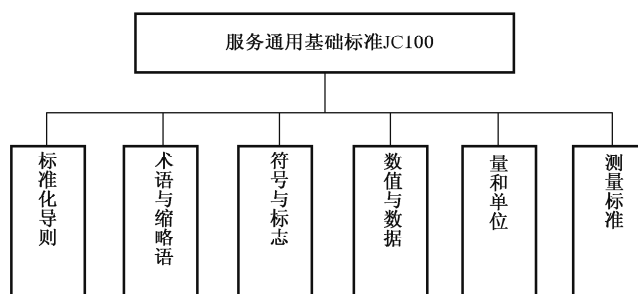 服务通用基础标准JC100
标准化导则
术语与缩略语
符号与标志
数值与数据
量和单位
测量标准